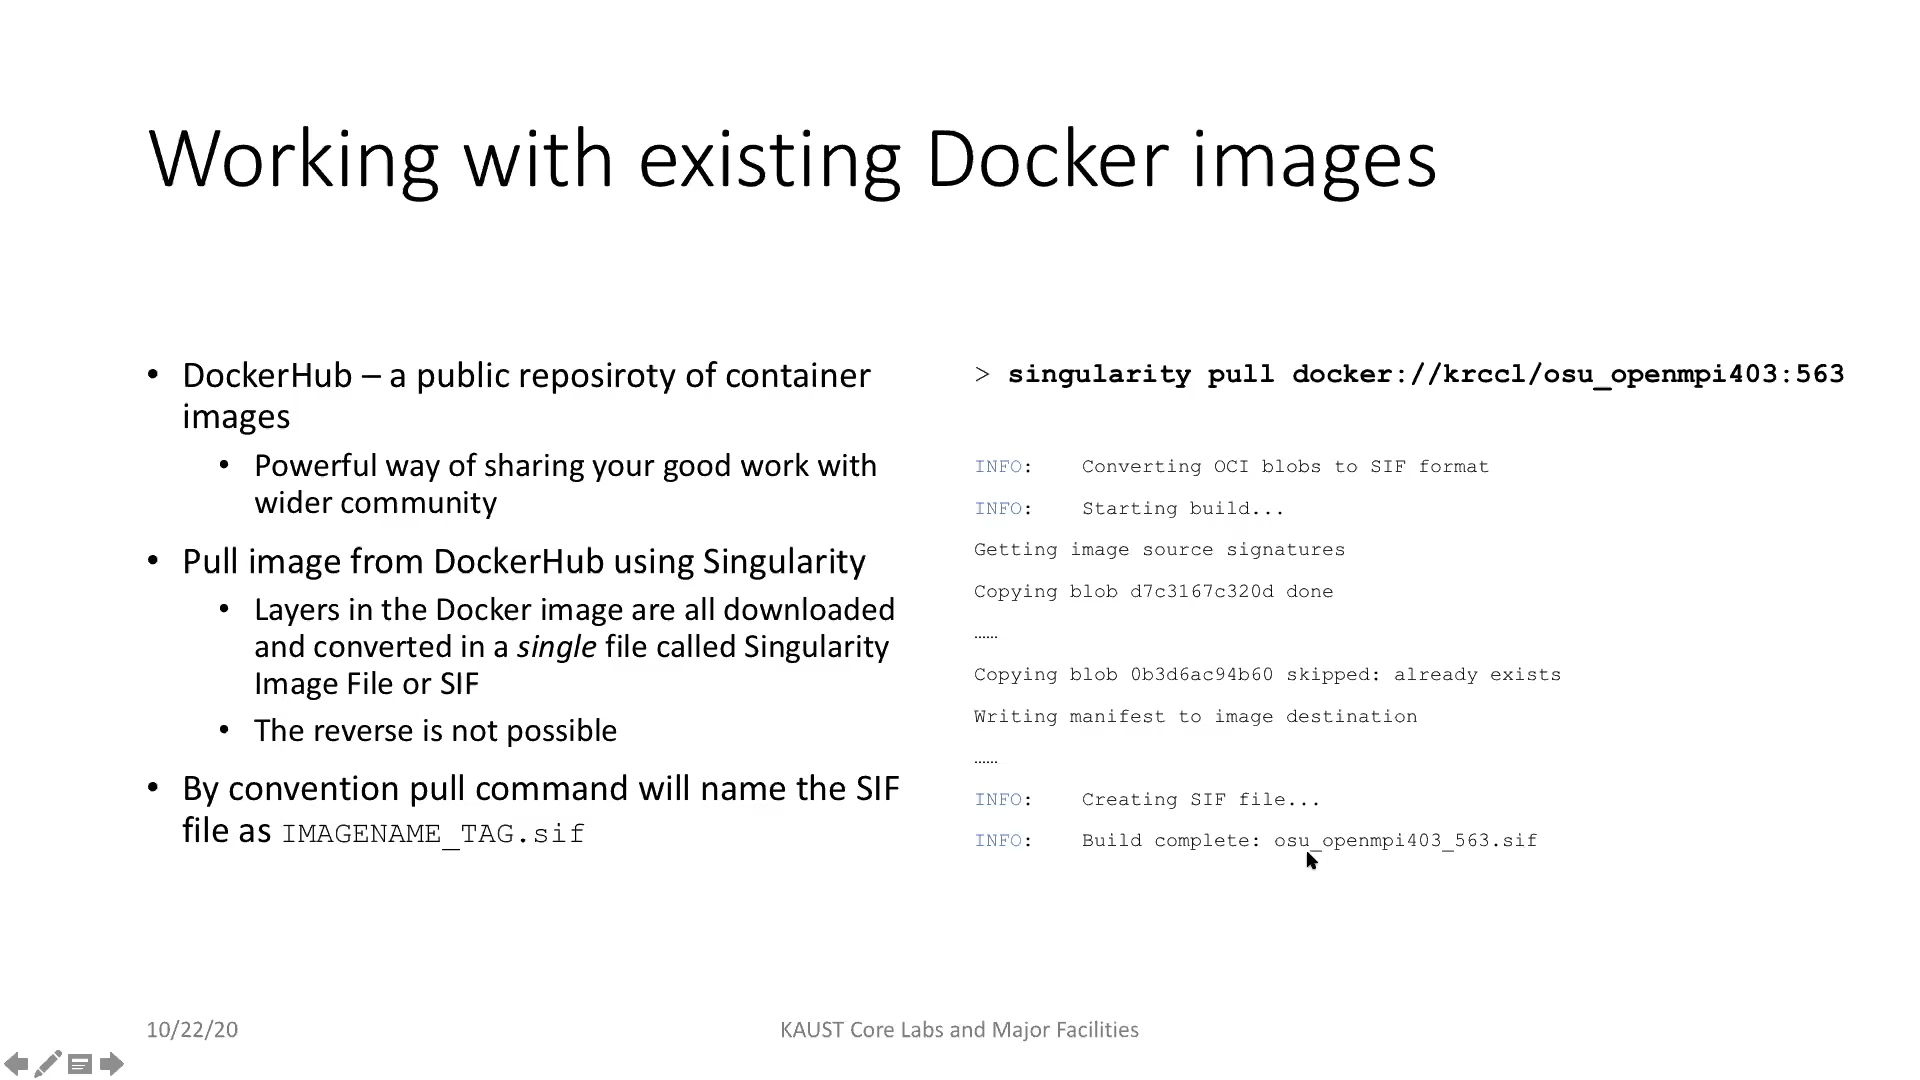 Working with existing Docker images
• DockerHub – a public reposiroty of container
images
• Powerful way of sharing your good work with
wider community
• Pull image from DockerHub using Singularity
• Layers in the Docker image are all downloaded
and converted in a single file called Singularity
Image File or SIF
• The reverse is not possible
• By convention pull command will name the SIF
file as IMAGENAME_TAG.sif
> singularity pull docker://krccl/osu_openmpi403:563
INFO: Converting OCI blobs to SIF format
INFO: Starting build...
Getting image source signatures
Copying blob d7c3167c320d done
……
Copying blob 0b3d6ac94b60 skipped: already exists
Writing manifest to image destination
……
INFO: Creating SIF file...
INFO: Build complete: osu_openmpi403_563.sif
10/22/20
KAUST Core Labs and Major Facilities